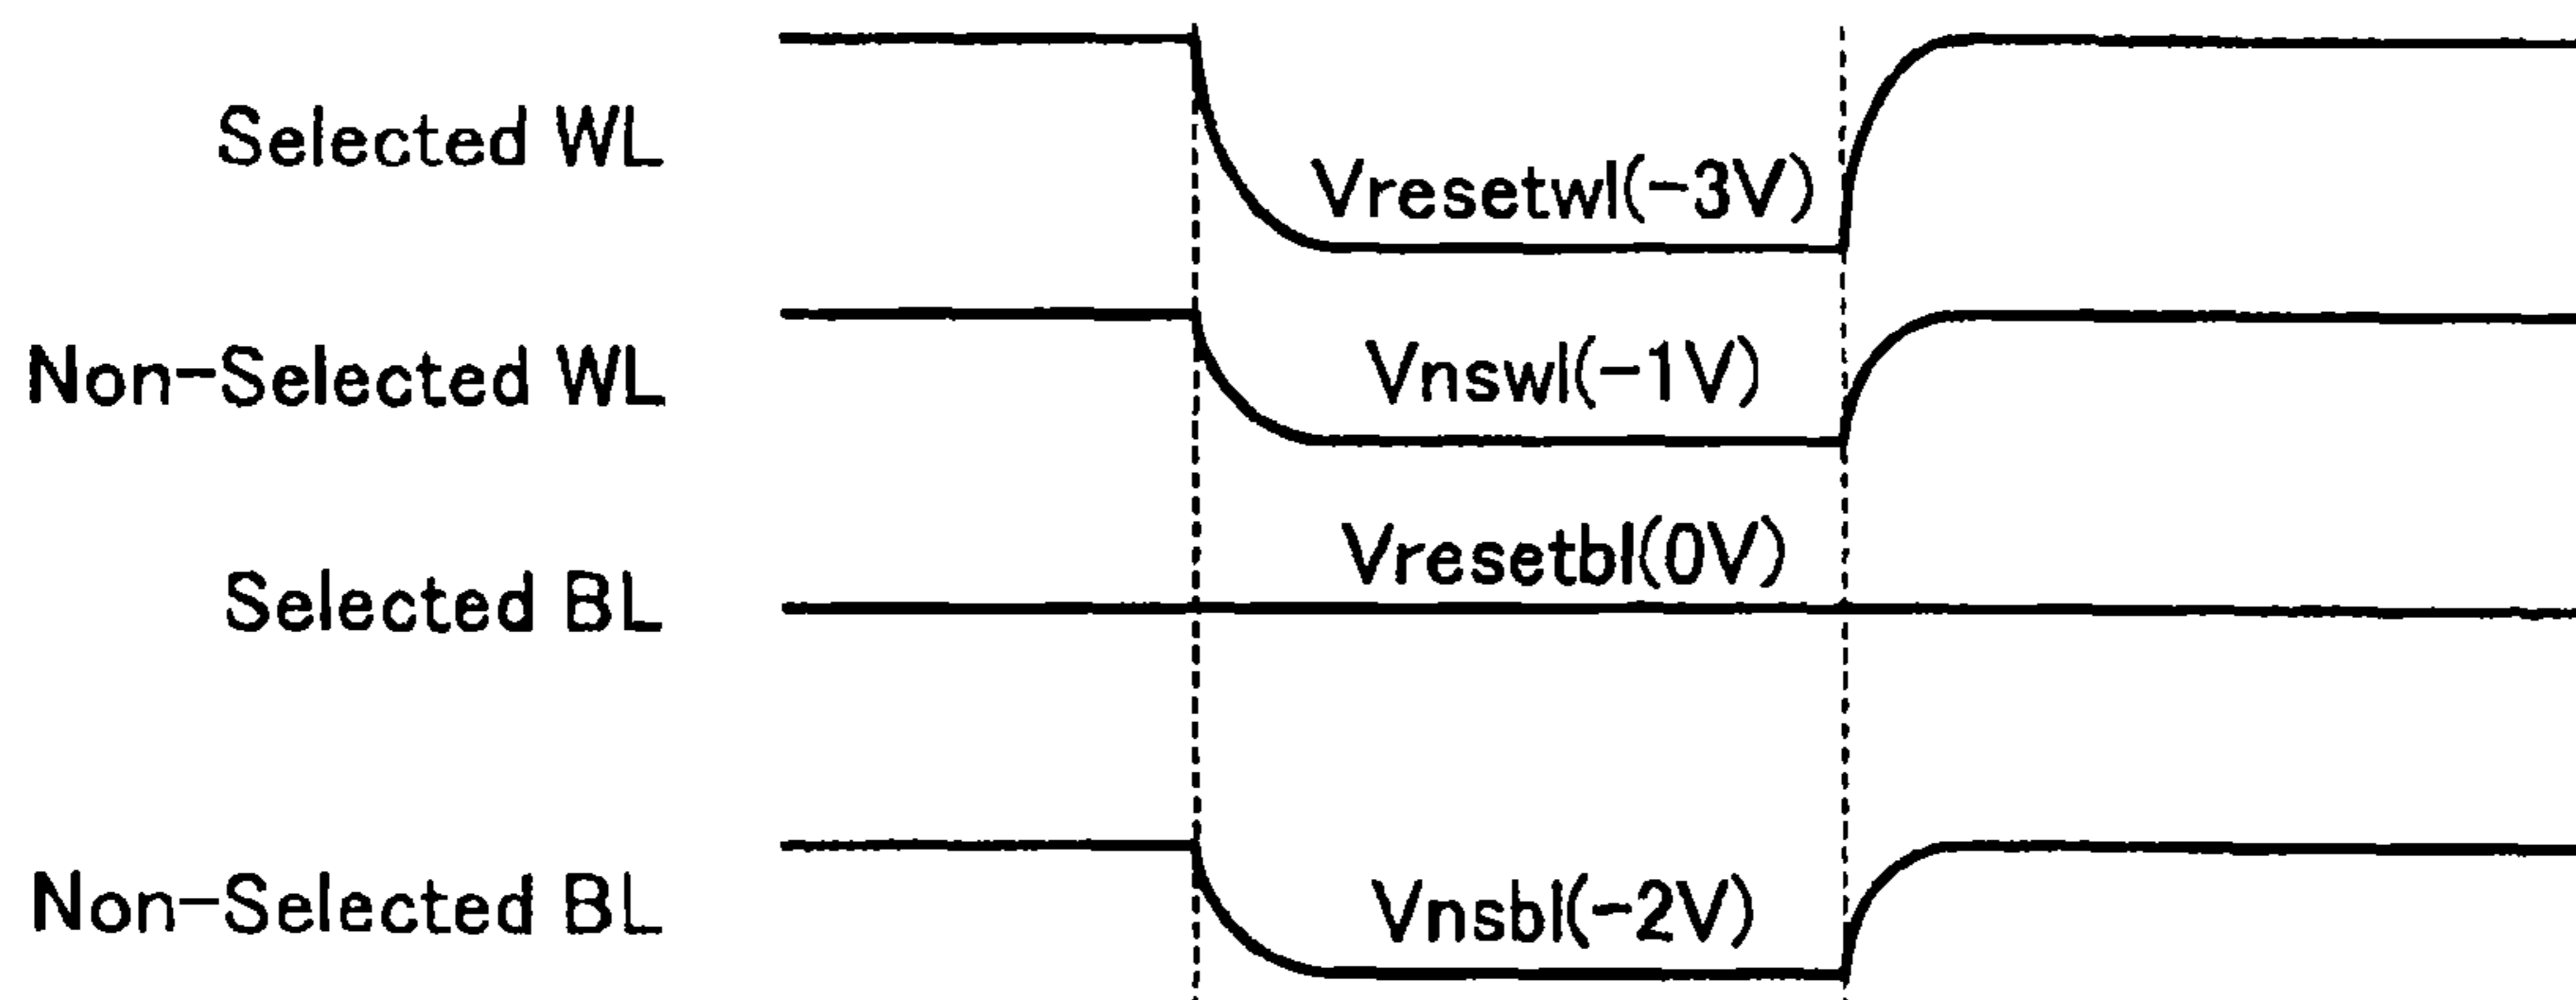 Selected WL
Vresetwl(-3V)
Non-Selected WL
Vnswl(-1V)
Vresetbl(0V)
Selected BL
Non-Selected BL
Vnsbl(-2V)